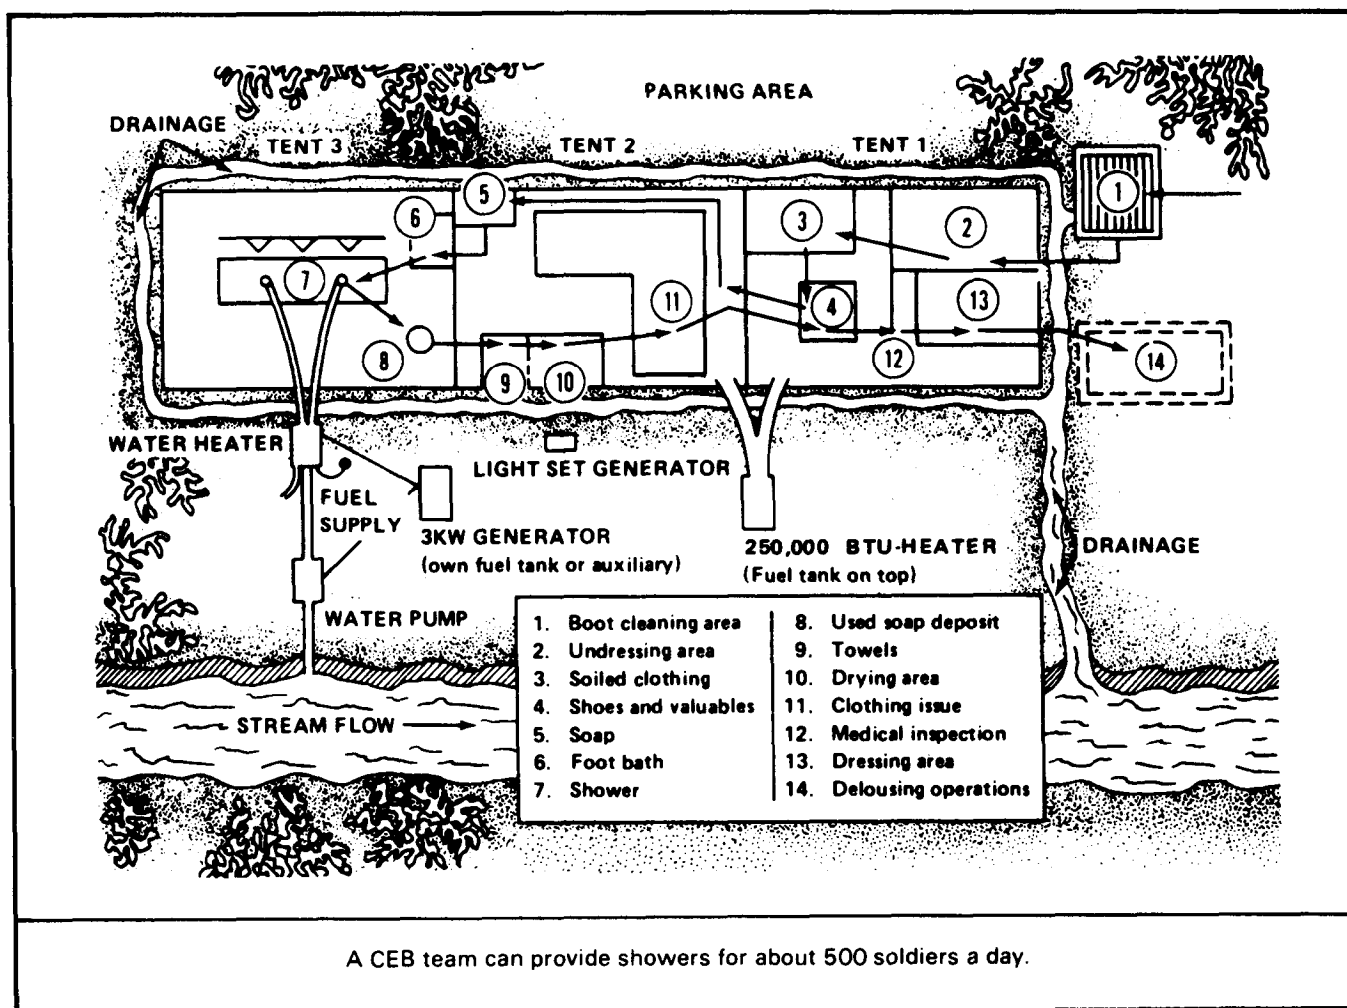 PARKING AREA
DRAINAGE
TENT 3
TENT 2
TENT 1
1
2
3
4
5
6
7
8
9
10
11
12
13
14
WATER HEATER
LIGHT SET GENERATOR
FUEL
SUPPLY
3KW GENERATOR
(own fuel tank or auxiliary)
250,000 BTU-HEATER
(Fuel tank on top)
DRAINAGE
WATER PUMP
STREAM FLOW
1. Boot cleaning area
2. Undressing area
3. Soiled clothing
4. Shoes and valuables
5. Soap
6. Foot bath
7. Shower
8. Used soap deposit
9. Towels
10. Drying area
11. Clothing issue
12. Medical inspection
13. Dressing area
14. Delousing operations
A CEB team can provide showers for about 500 soldiers a day.